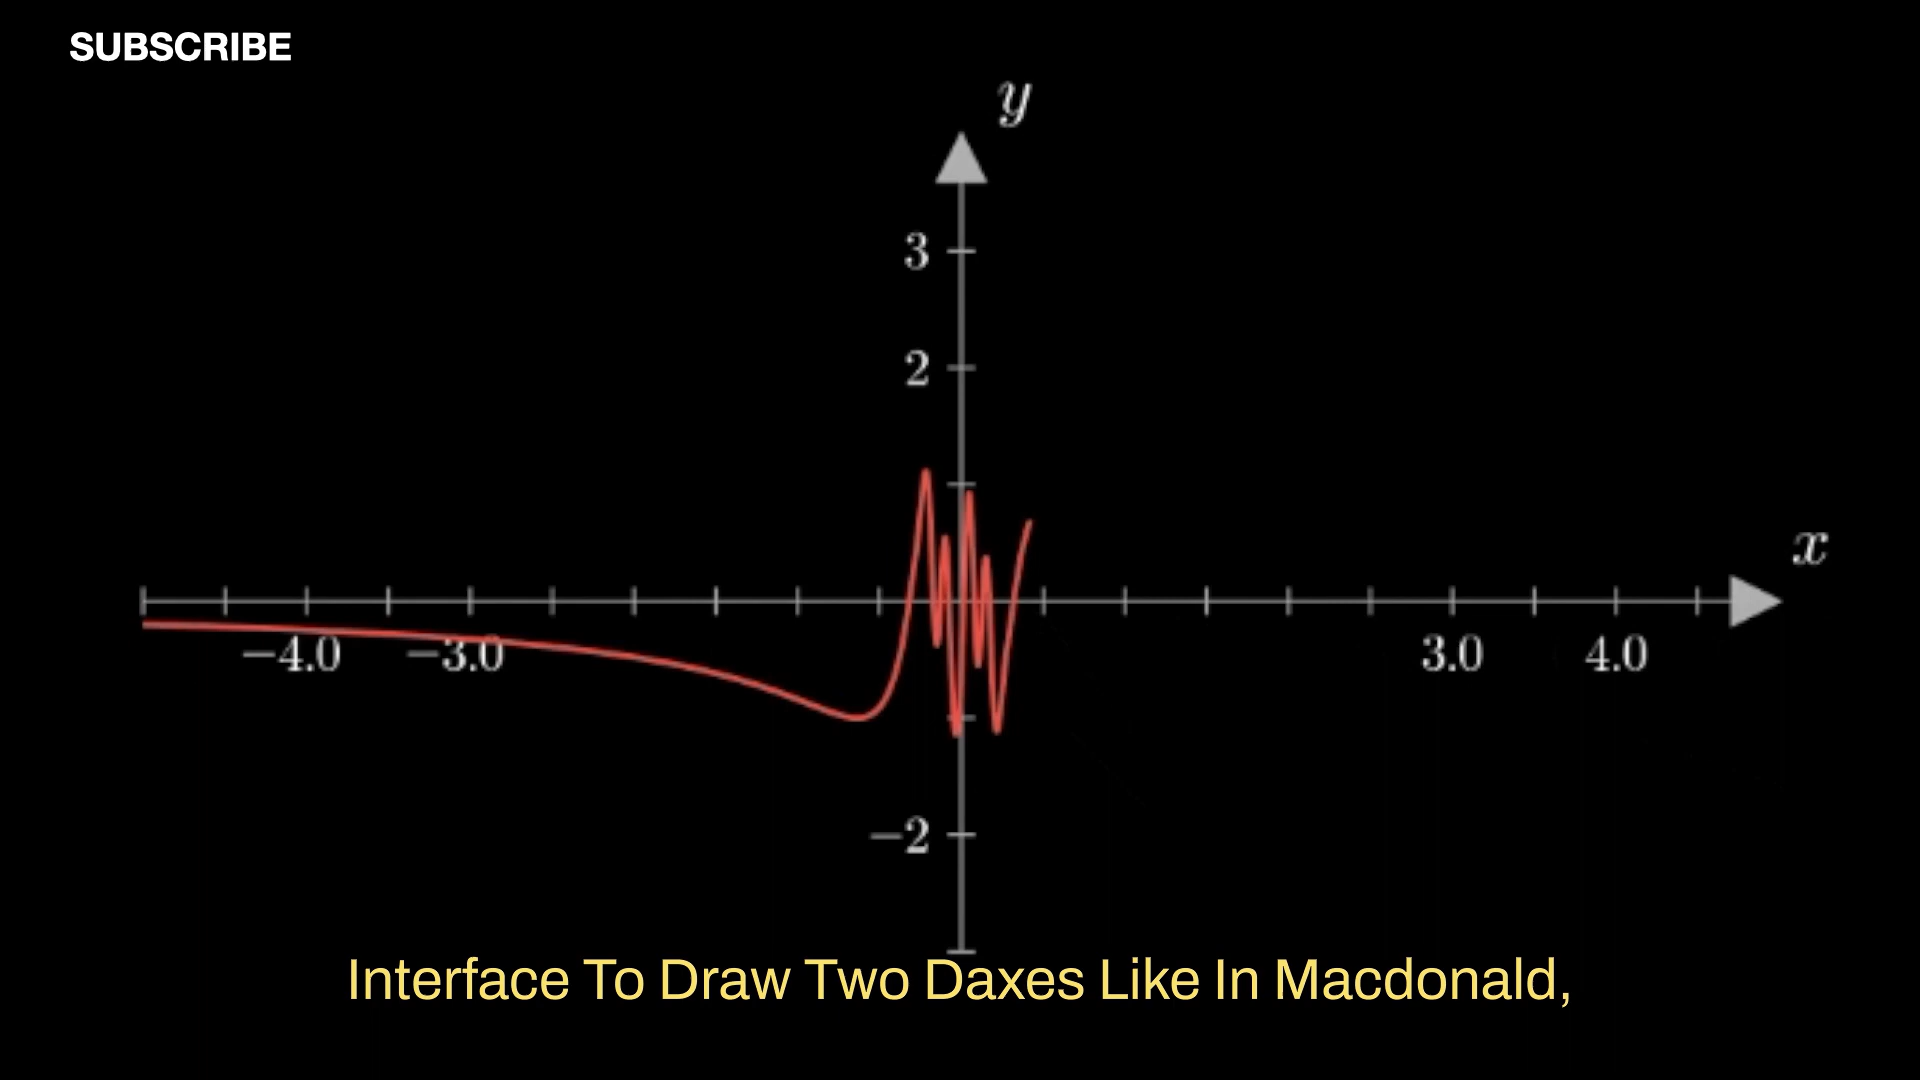 SUBSCRIBE
y
3
2
x
−4.0 −3.0 3.0 4.0
−2
Interface To Draw Two Daxes Like In Macdonald,